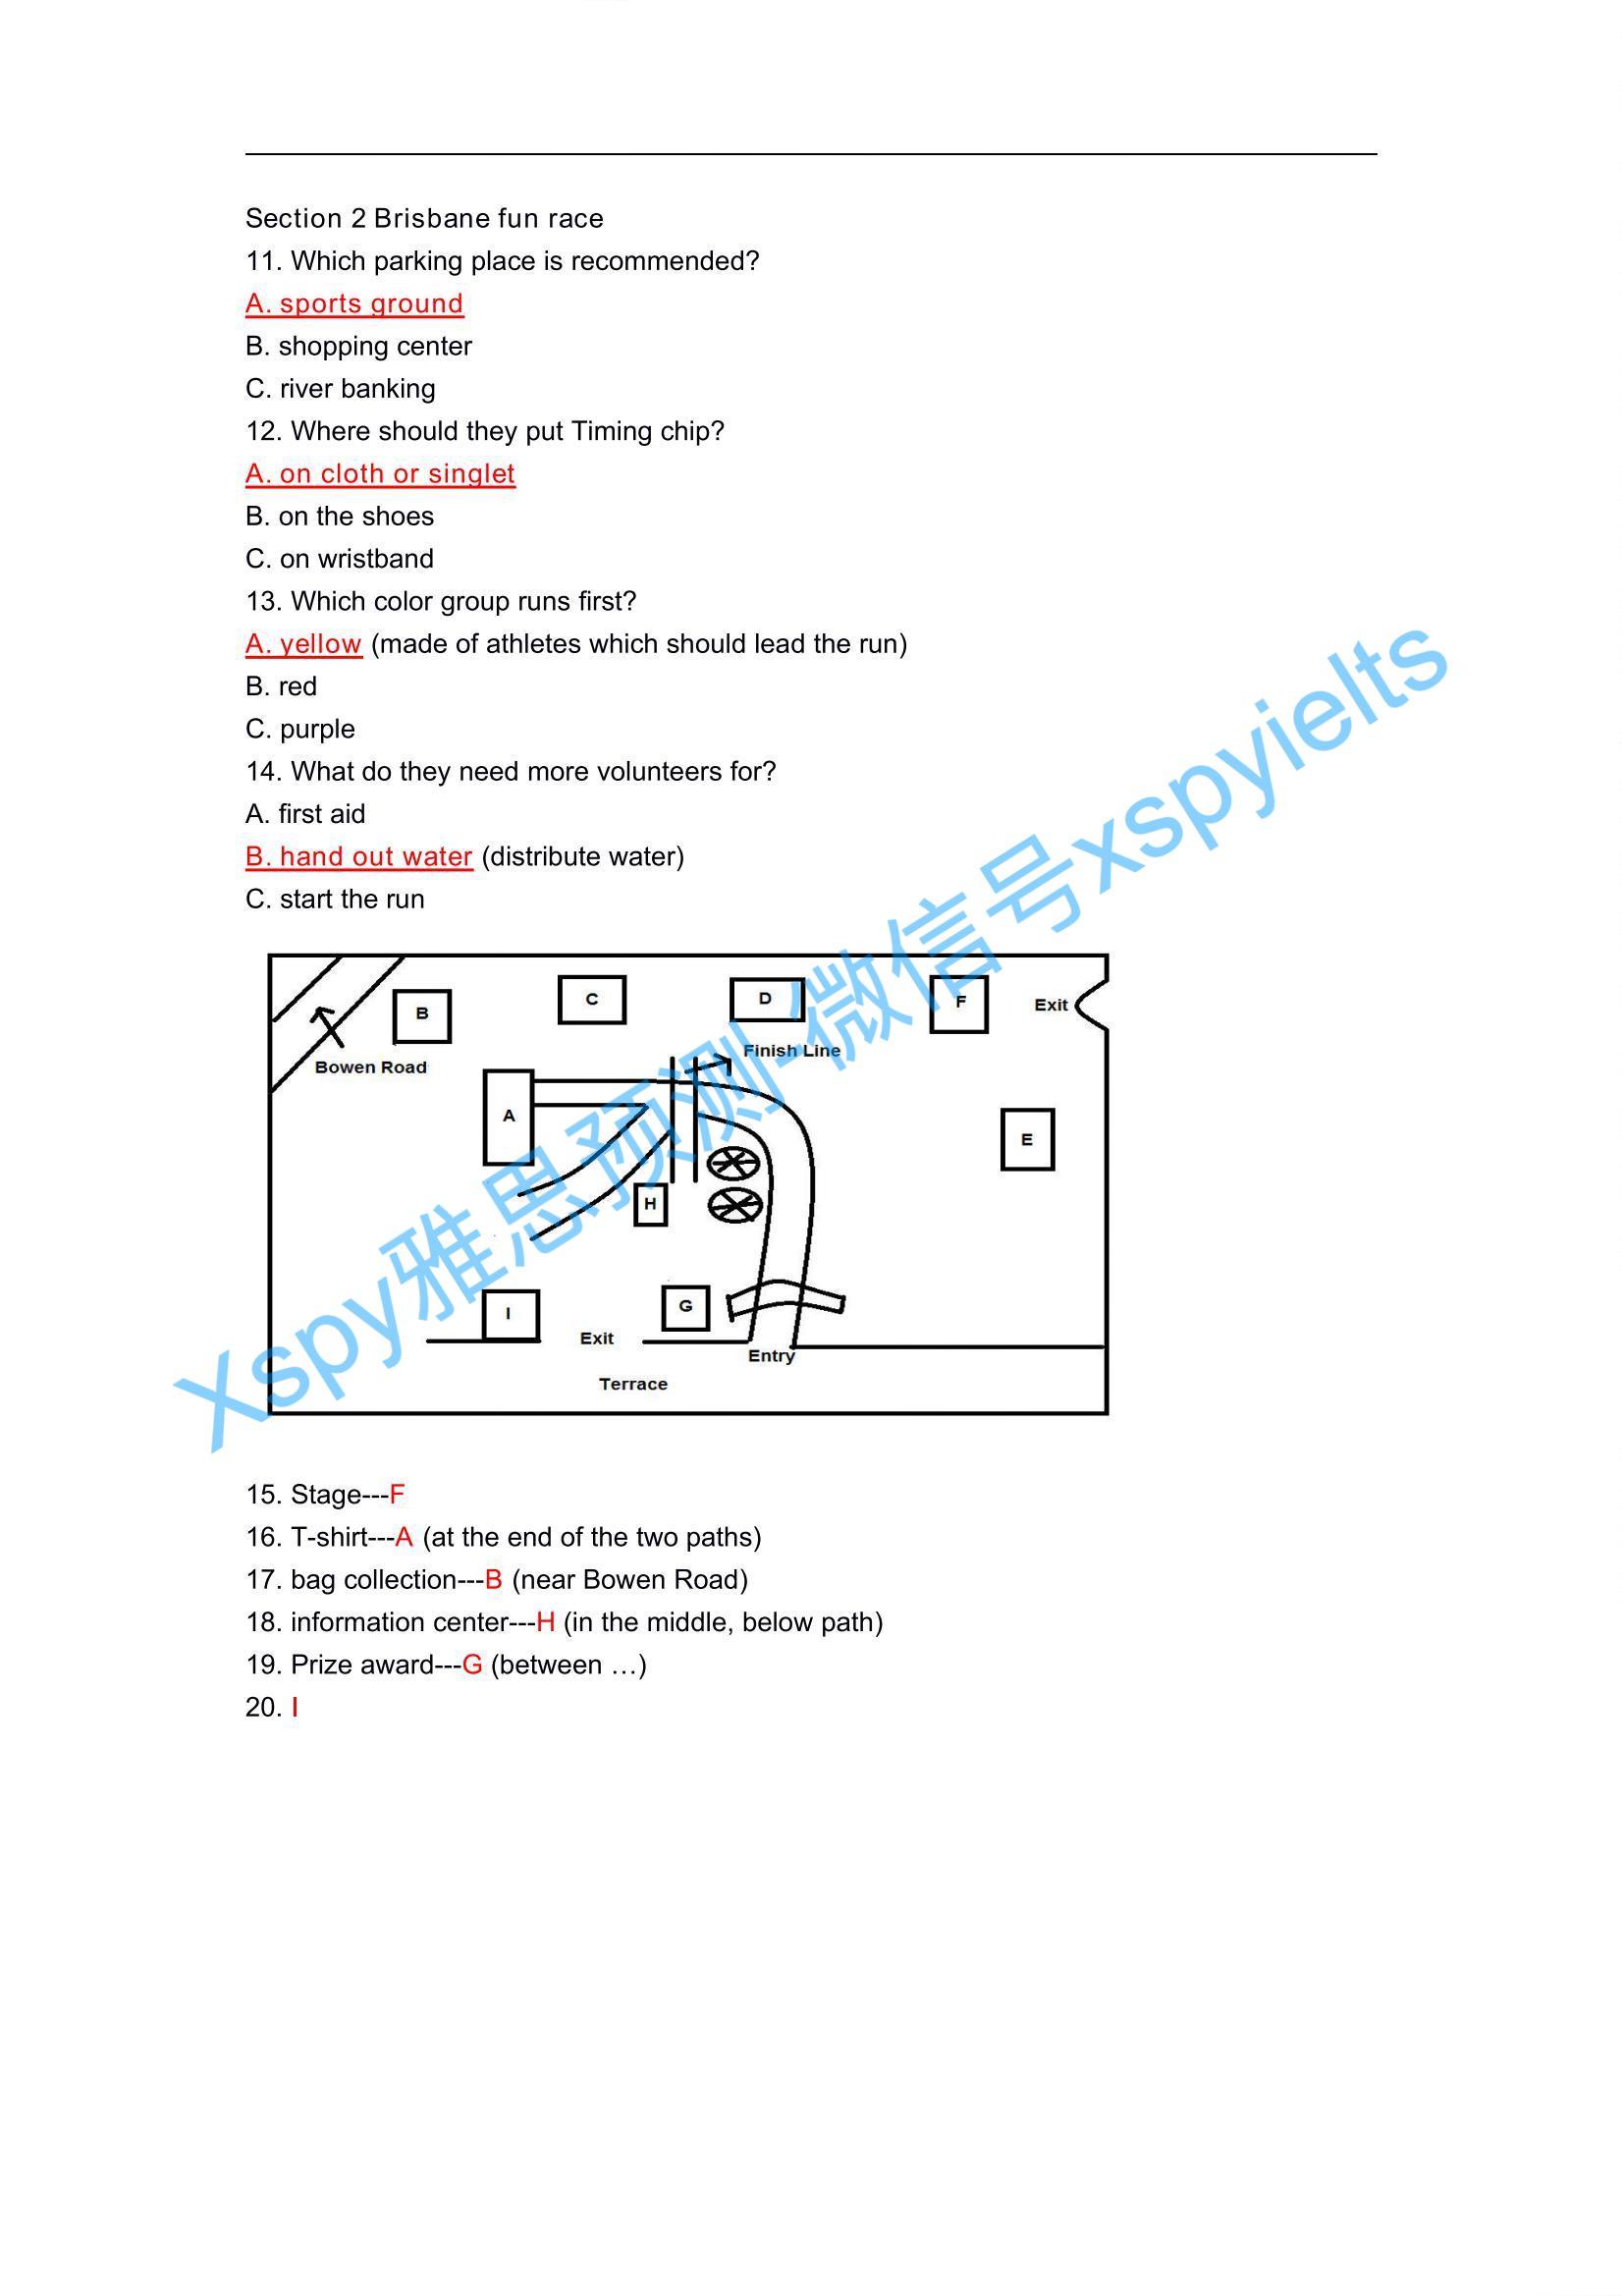 Section 2 Brisbane fun race
11. Which parking place is recommended?
A. sports ground
B. shopping center
C. river banking
12. Where should they put Timing chip?
A. on cloth or singlet
B. on the shoes
C. on wristband
13. Which color group runs first?
A. yellow (made of athletes which should lead the run)
B. red
C. purple
14. What do they need more volunteers for?
A. first aid
B. hand out water (distribute water)
C. start the run
B
C
D
F
Exit
Bowen Road
Finish Line
A
E
H
I
G
Exit
Entry
Terrace
Xspy雅思预测-微信号xspyielts
15. Stage---F
16. T-shirt---A (at the end of the two paths)
17. bag collection---B (near Bowen Road)
18. information center---H (in the middle, below path)
19. Prize award---G (between …)
20. I